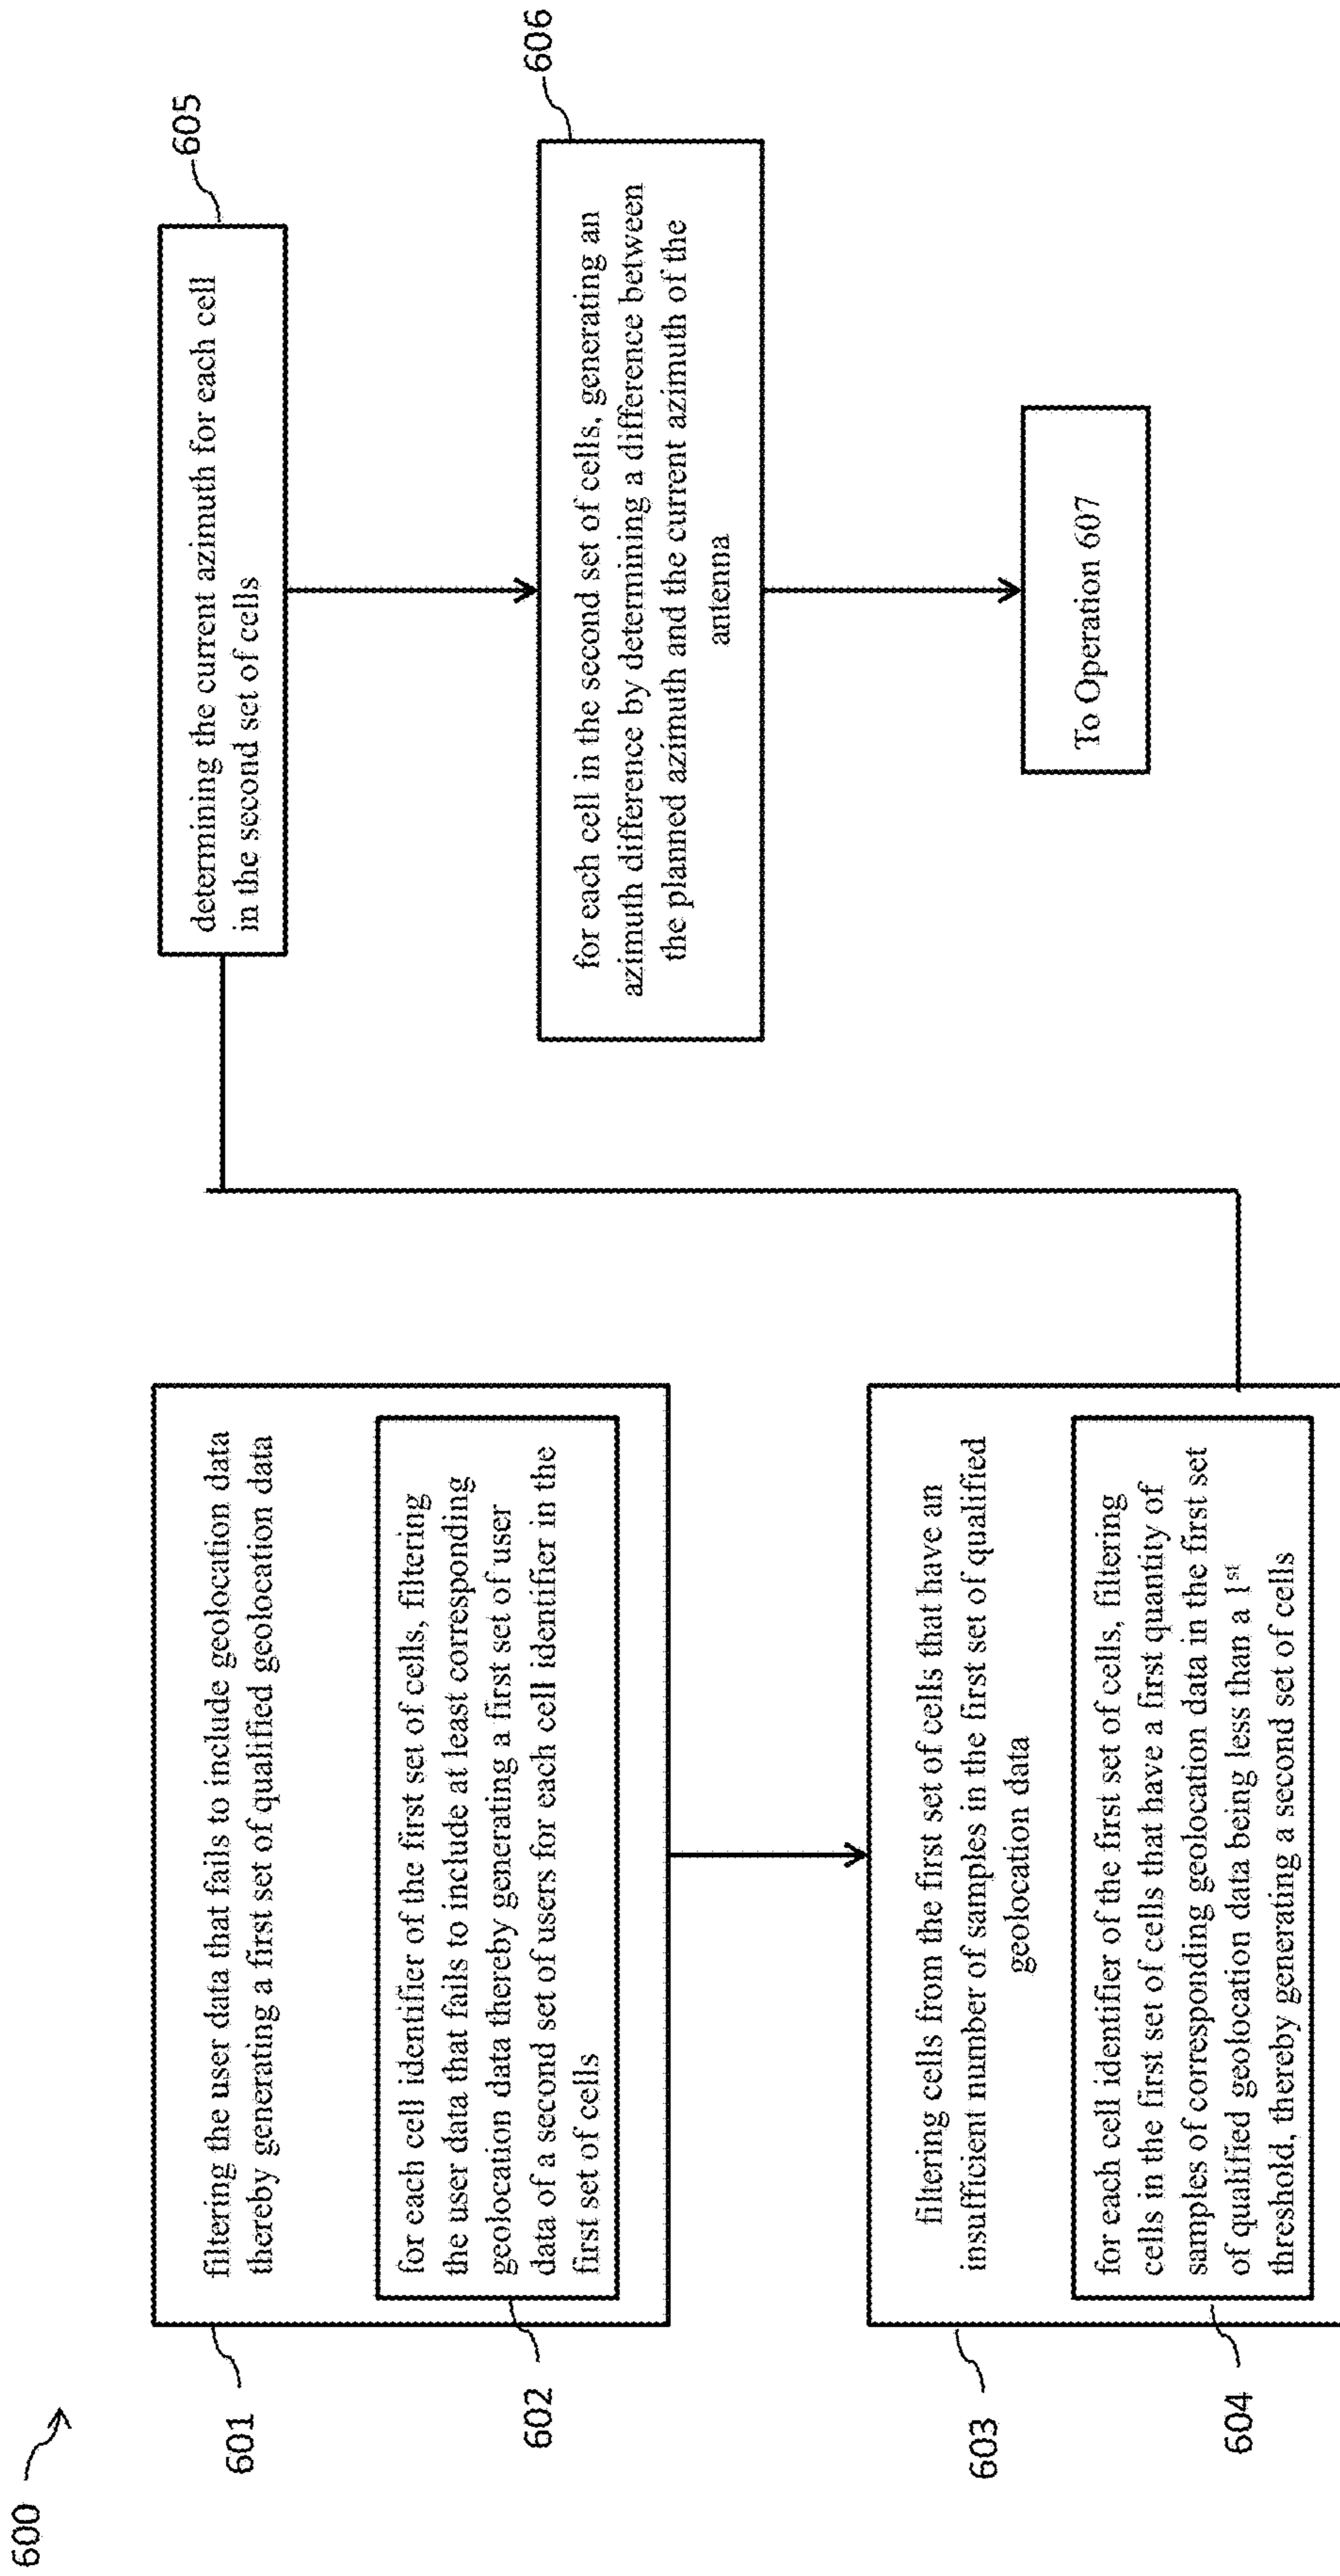 600
601
filtering the user data that fails to include geolocation data
thereby generating a first set of qualified geolocation data
602
for each cell identifier of the first set of cells, filtering
the user data that fails to include at least corresponding
geolocation data thereby generating a first set of user
data of a second set of users for each cell identifier in the
first set of cells
603
filtering cells from the first set of cells that have an
insufficient number of samples in the first set of qualified
geolocation data
604
for each cell identifier of the first set of cells, filtering
cells in the first set of cells that have a first quantity of
samples of corresponding geolocation data in the first set
of qualified geolocation data being less than a 1st
threshold, thereby generating a second set of cells
605
determining the current azimuth for each cell
in the second set of cells
606
for each cell in the second set of cells, generating an
azimuth difference by determining a difference between
the planned azimuth and the current azimuth of the
antenna
To Operation 607